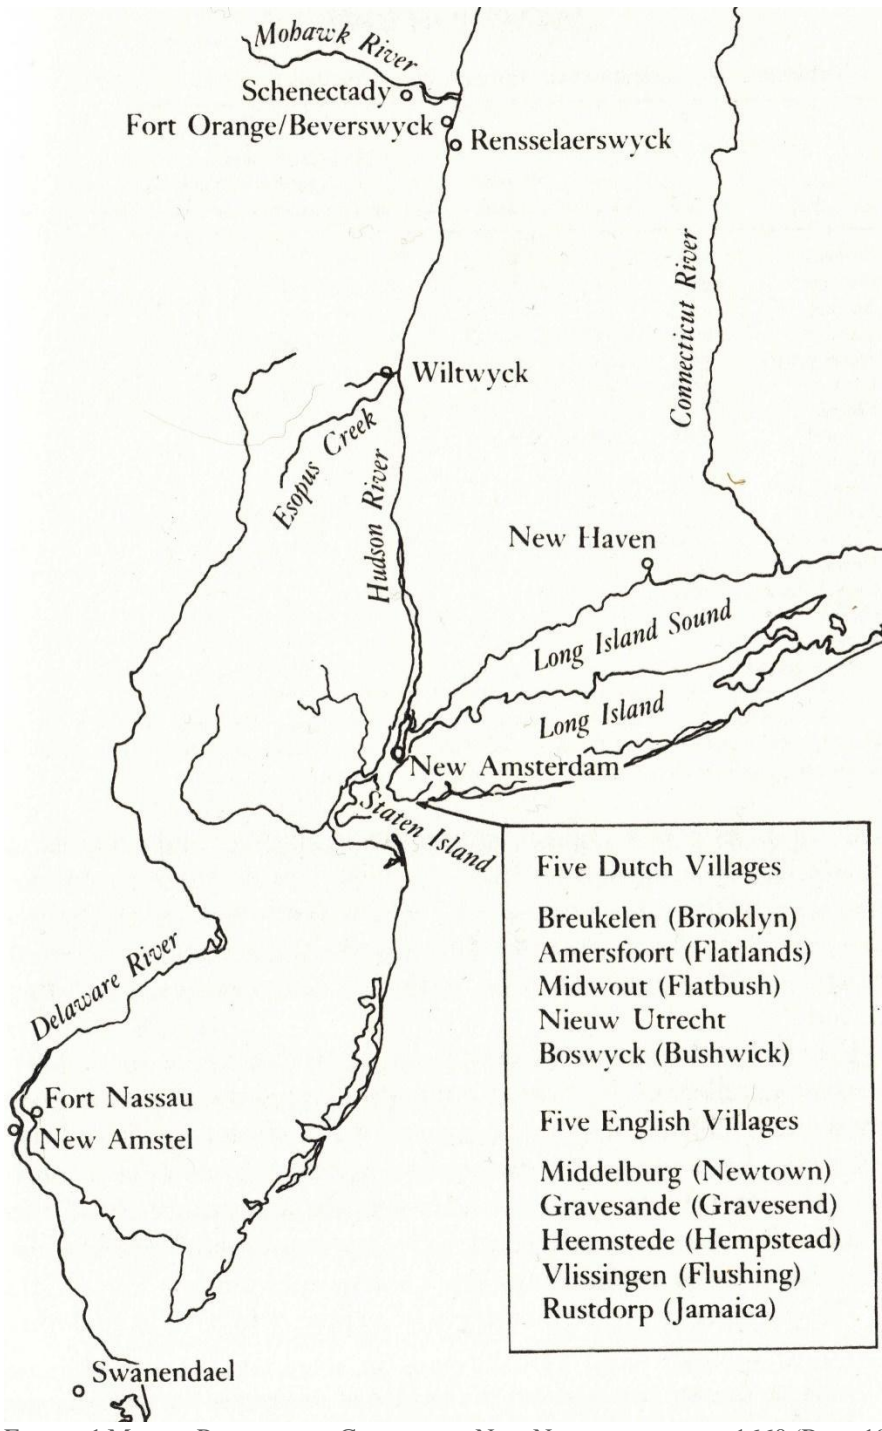 Mohawk River
Schenectady
Fort Orange/Beverswyck
Rensselaerswyck
Connecticut River
Wiltwyck
Esopus Creek
Hudson River
New Haven
Long Island Sound
Long Island
New Amsterdam
Staten Island
Five Dutch Villages
Breukelen (Brooklyn)
Amersfoort (Flatlands)
Midwout (Flatbush)
Nieuw Utrecht
Boswyck (Bushwick)
Five English Villages
Middelburg (Newtown)
Gravesande (Gravesend)
Heemstede (Hempstead)
Vlissingen (Flushing)
Rustdorp (Jamaica)
Delaware River
Fort Nassau
New Amstel
Swanendael